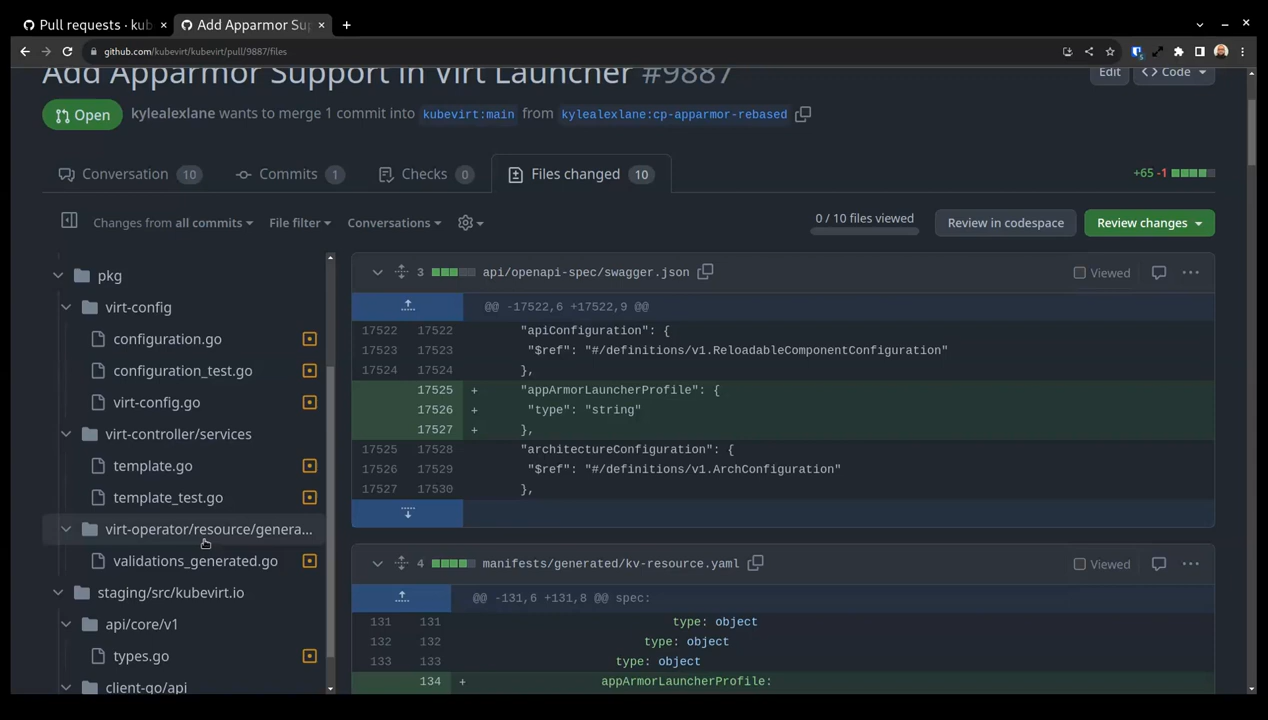 Pull requests · kub
Add Apparmor Sup
github.com/kubevirt/kubevirt/pull/9887/files
Add Apparmor Support in Virt Launcher #9887
Edit
<> Code
Open
kylealexlane wants to merge 1 commit into kubevirt:main from kylealexlane:cp-apparmor-rebased
Conversation 10
Commits 1
Checks 0
Files changed 10
+65 -1
Changes from all commits
File filter
Conversations
0 / 10 files viewed
Review in codespace
Review changes
pkg
virt-config
configuration.go
configuration_test.go
virt-config.go
virt-controller/services
template.go
template_test.go
virt-operator/resource/genera...
validations_generated.go
staging/src/kubevirt.io
api/core/v1
types.go
client-go/api
3 api/openapi-spec/swagger.json
Viewed
@@ -17522,6 +17522,9 @@
17522 17522 "apiConfiguration": {
17523 17523 "$ref": "#/definitions/v1.ReloadableComponentConfiguration"
17524 17524 },
17525 + "appArmorLauncherProfile": {
17526 + "type": "string"
17527 + },
17525 17528 "architectureConfiguration": {
17526 17529 "$ref": "#/definitions/v1.ArchConfiguration"
17527 17530 },
4 manifests/generated/kv-resource.yaml
Viewed
@@ -131,6 +131,8 @@ spec:
131 131 type: object
132 132 type: object
133 133 type: object
134 + appArmorLauncherProfile: